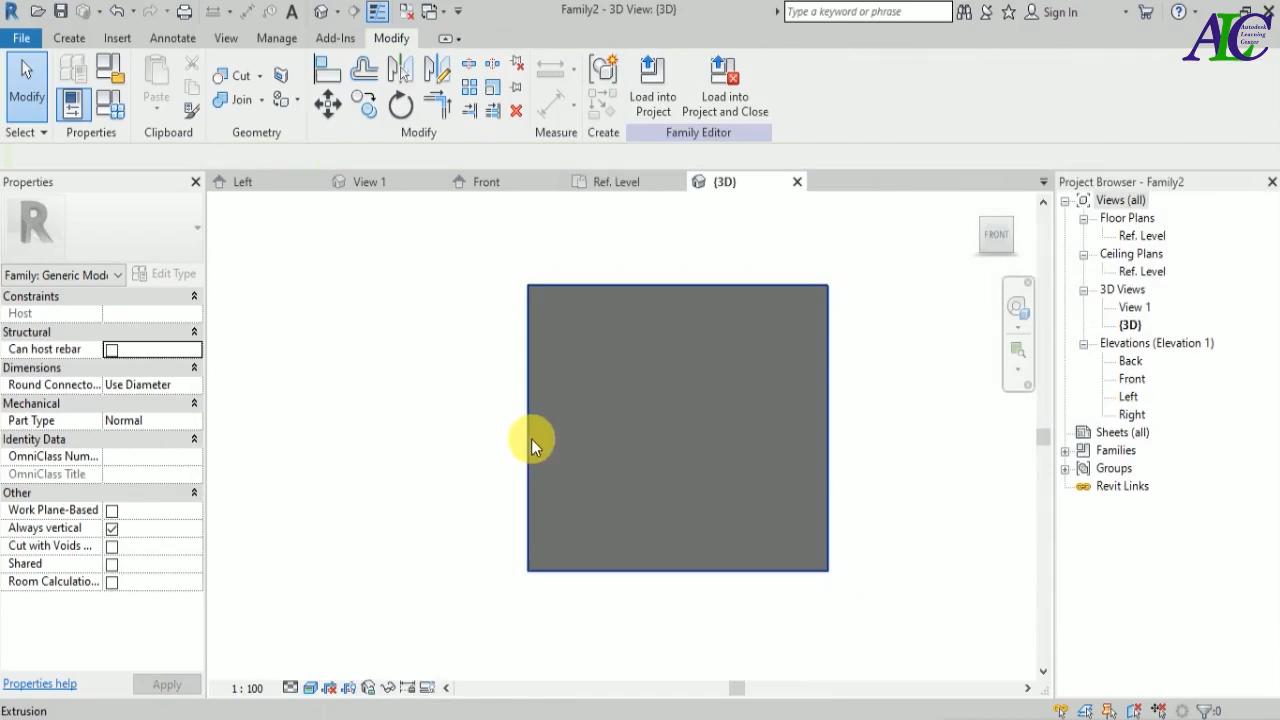 Family2 - 3D View: {3D}
Type a keyword or phrase
Sign In
Autodesk
Learning
Center
ALC
File
Create
Insert
Annotate
View
Manage
Add-Ins
Modify
Modify
Paste
Cut
Join
Load into
Project
Load into
Project and Close
Select
Properties
Clipboard
Geometry
Modify
Measure
Create
Family Editor
Properties
Left
View 1
Front
Ref. Level
{3D}
Project Browser - Family2
R
Family: Generic Mod
Edit Type
Constraints
Host
Structural
Can host rebar
Dimensions
Round Connecto... Use Diameter
Mechanical
Part Type Normal
Identity Data
OmniClass Num...
OmniClass Title
Other
Work Plane-Based
Always vertical
Cut with Voids ...
Shared
Room Calculatio...
Properties help
Apply
FRONT
Views (all)
Floor Plans
Ref. Level
Ceiling Plans
Ref. Level
3D Views
View 1
{3D}
Elevations (Elevation 1)
Back
Front
Left
Right
Sheets (all)
Families
Groups
Revit Links
1 : 100
Extrusion
:0